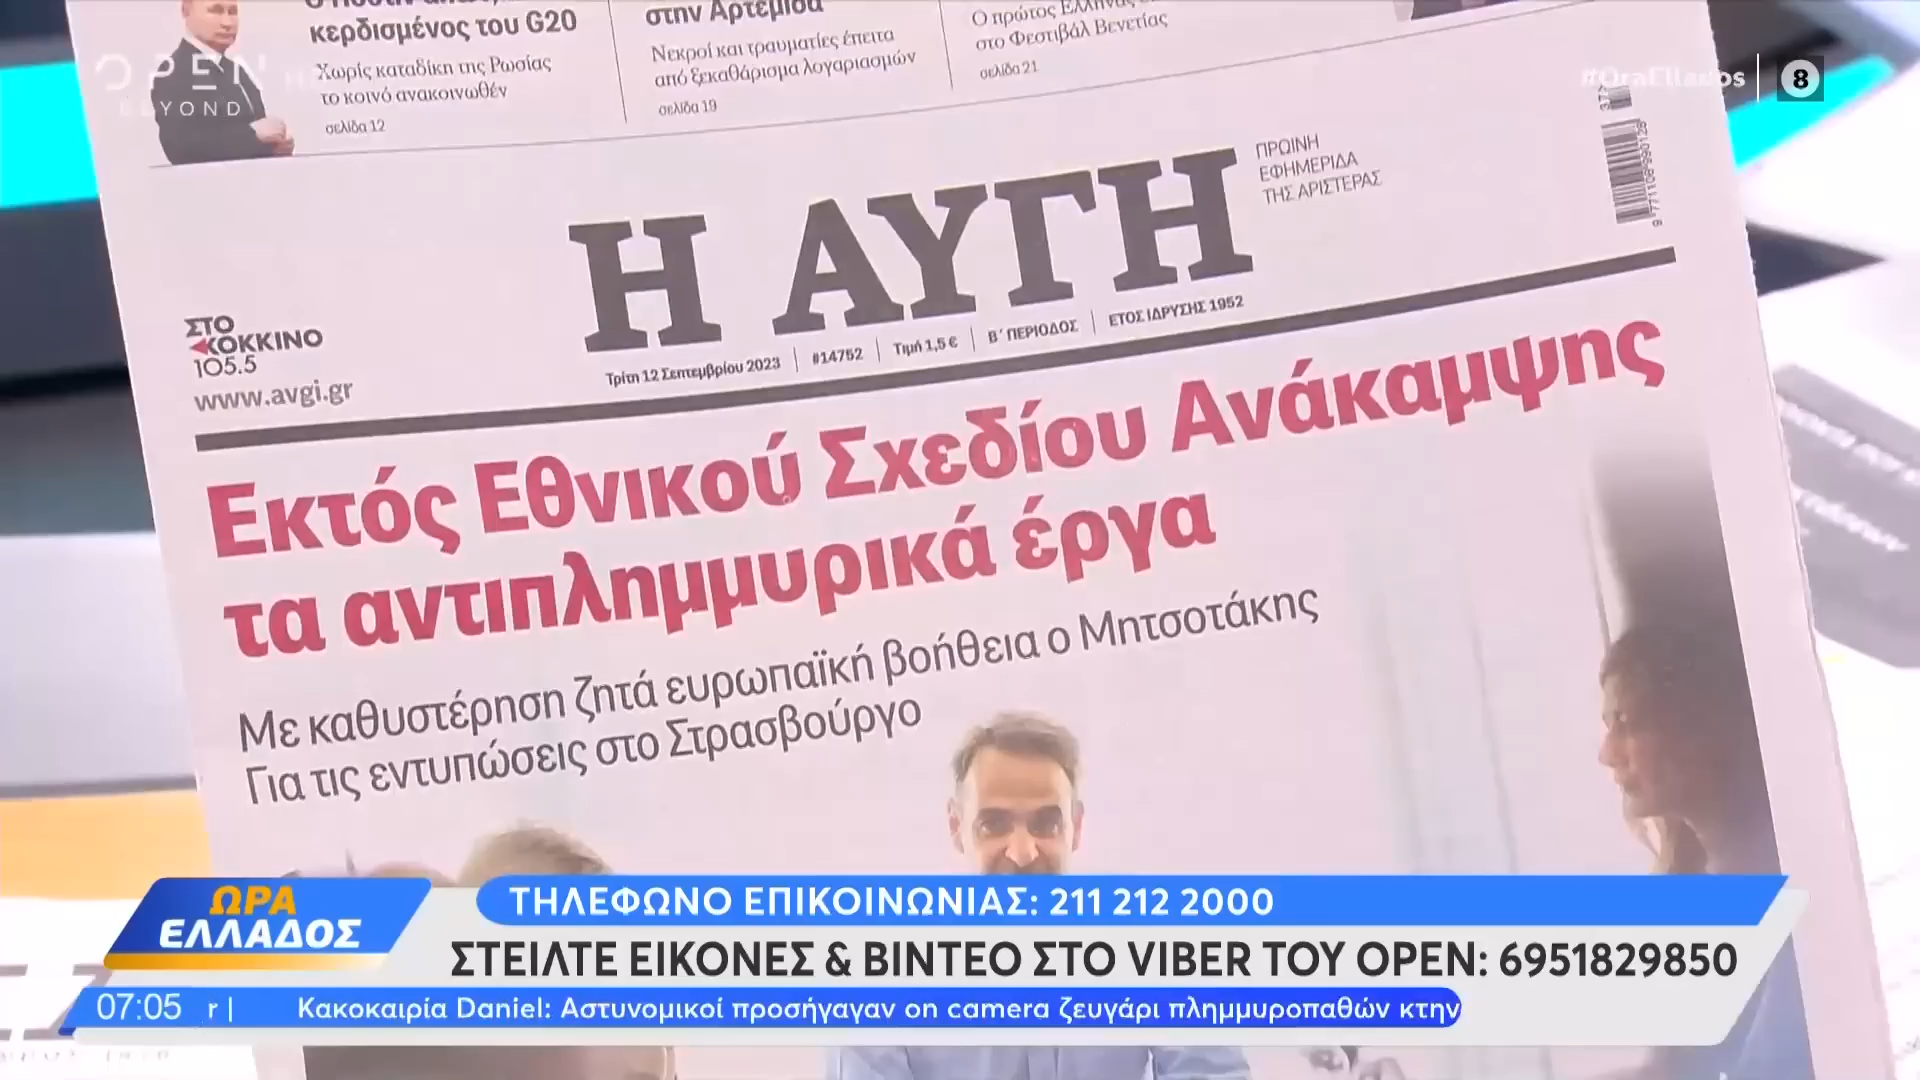 κερδισμένος του G20
Χωρίς καταδίκη της Ρωσίας
το κοινό ανακοινωθέν
σελίδα 12
στην Αρτέμιδα
Νεκροί και τραυματίες έπειτα
από ξεκαθάρισμα λογαριασμών
σελίδα 19
Ο πρώτος Έλληνας
στο Φεστιβάλ Βενετίας
σελίδα 21
OPEN
BEYOND
#OraEllados
8
Η ΑΥΓΗ
ΠΡΩΙΝΗ
ΕΦΗΜΕΡΙΔΑ
ΤΗΣ ΑΡΙΣΤΕΡΑΣ
9 771108 990128
ΣΤΟ
ΚΟΚΚΙΝΟ
105.5
www.avgi.gr
Τρίτη 12 Σεπτεμβρίου 2023 | #14752 | Τιμή 1,5 € | Β΄ ΠΕΡΙΟΔΟΣ | ΕΤΟΣ ΙΔΡΥΣΗΣ 1952
Εκτός Εθνικού Σχεδίου Ανάκαμψης
τα αντιπλημμυρικά έργα
Με καθυστέρηση ζητά ευρωπαϊκή βοήθεια ο Μητσοτάκης
Για τις εντυπώσεις στο Στρασβούργο
ΩΡΑ
ΕΛΛΑΔΟΣ
ΤΗΛΕΦΩΝΟ ΕΠΙΚΟΙΝΩΝΙΑΣ: 211 212 2000
ΣΤΕΙΛΤΕ ΕΙΚΟΝΕΣ & ΒΙΝΤΕΟ ΣΤΟ VIBER ΤΟΥ OPEN: 6951829850
07:05 r | Κακοκαιρία Daniel: Αστυνομικοί προσήγαγαν on camera ζευγάρι πλημμυροπαθών κτην